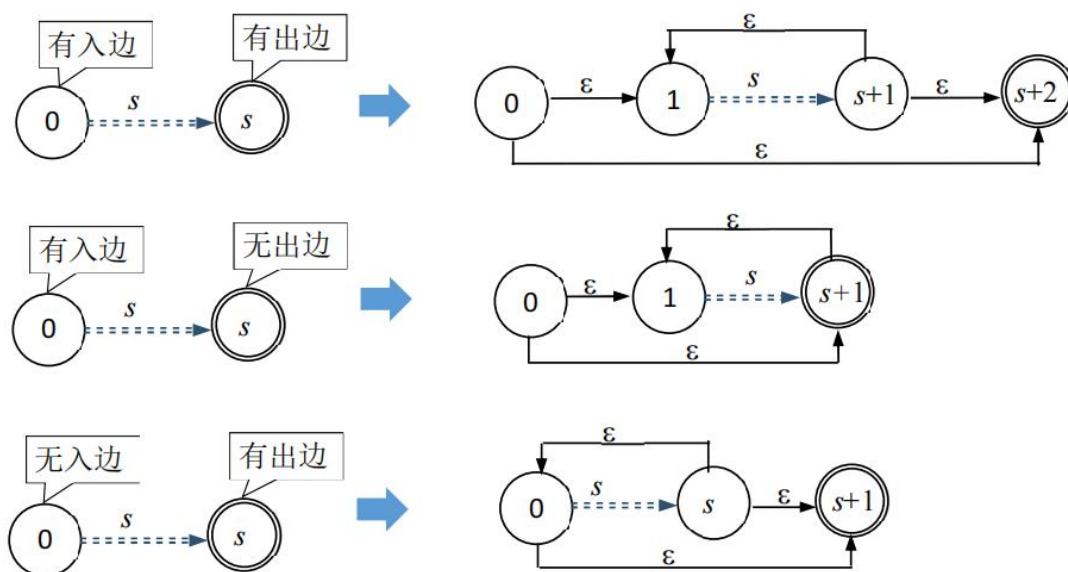 有入边 有出边
0 s s
ε
0 ε 1 s s+1 ε s+2
ε
有入边 无出边
0 s s
ε
0 ε 1 s s+1
ε
无入边 有出边
0 s s
ε
0 s s ε s+1
ε